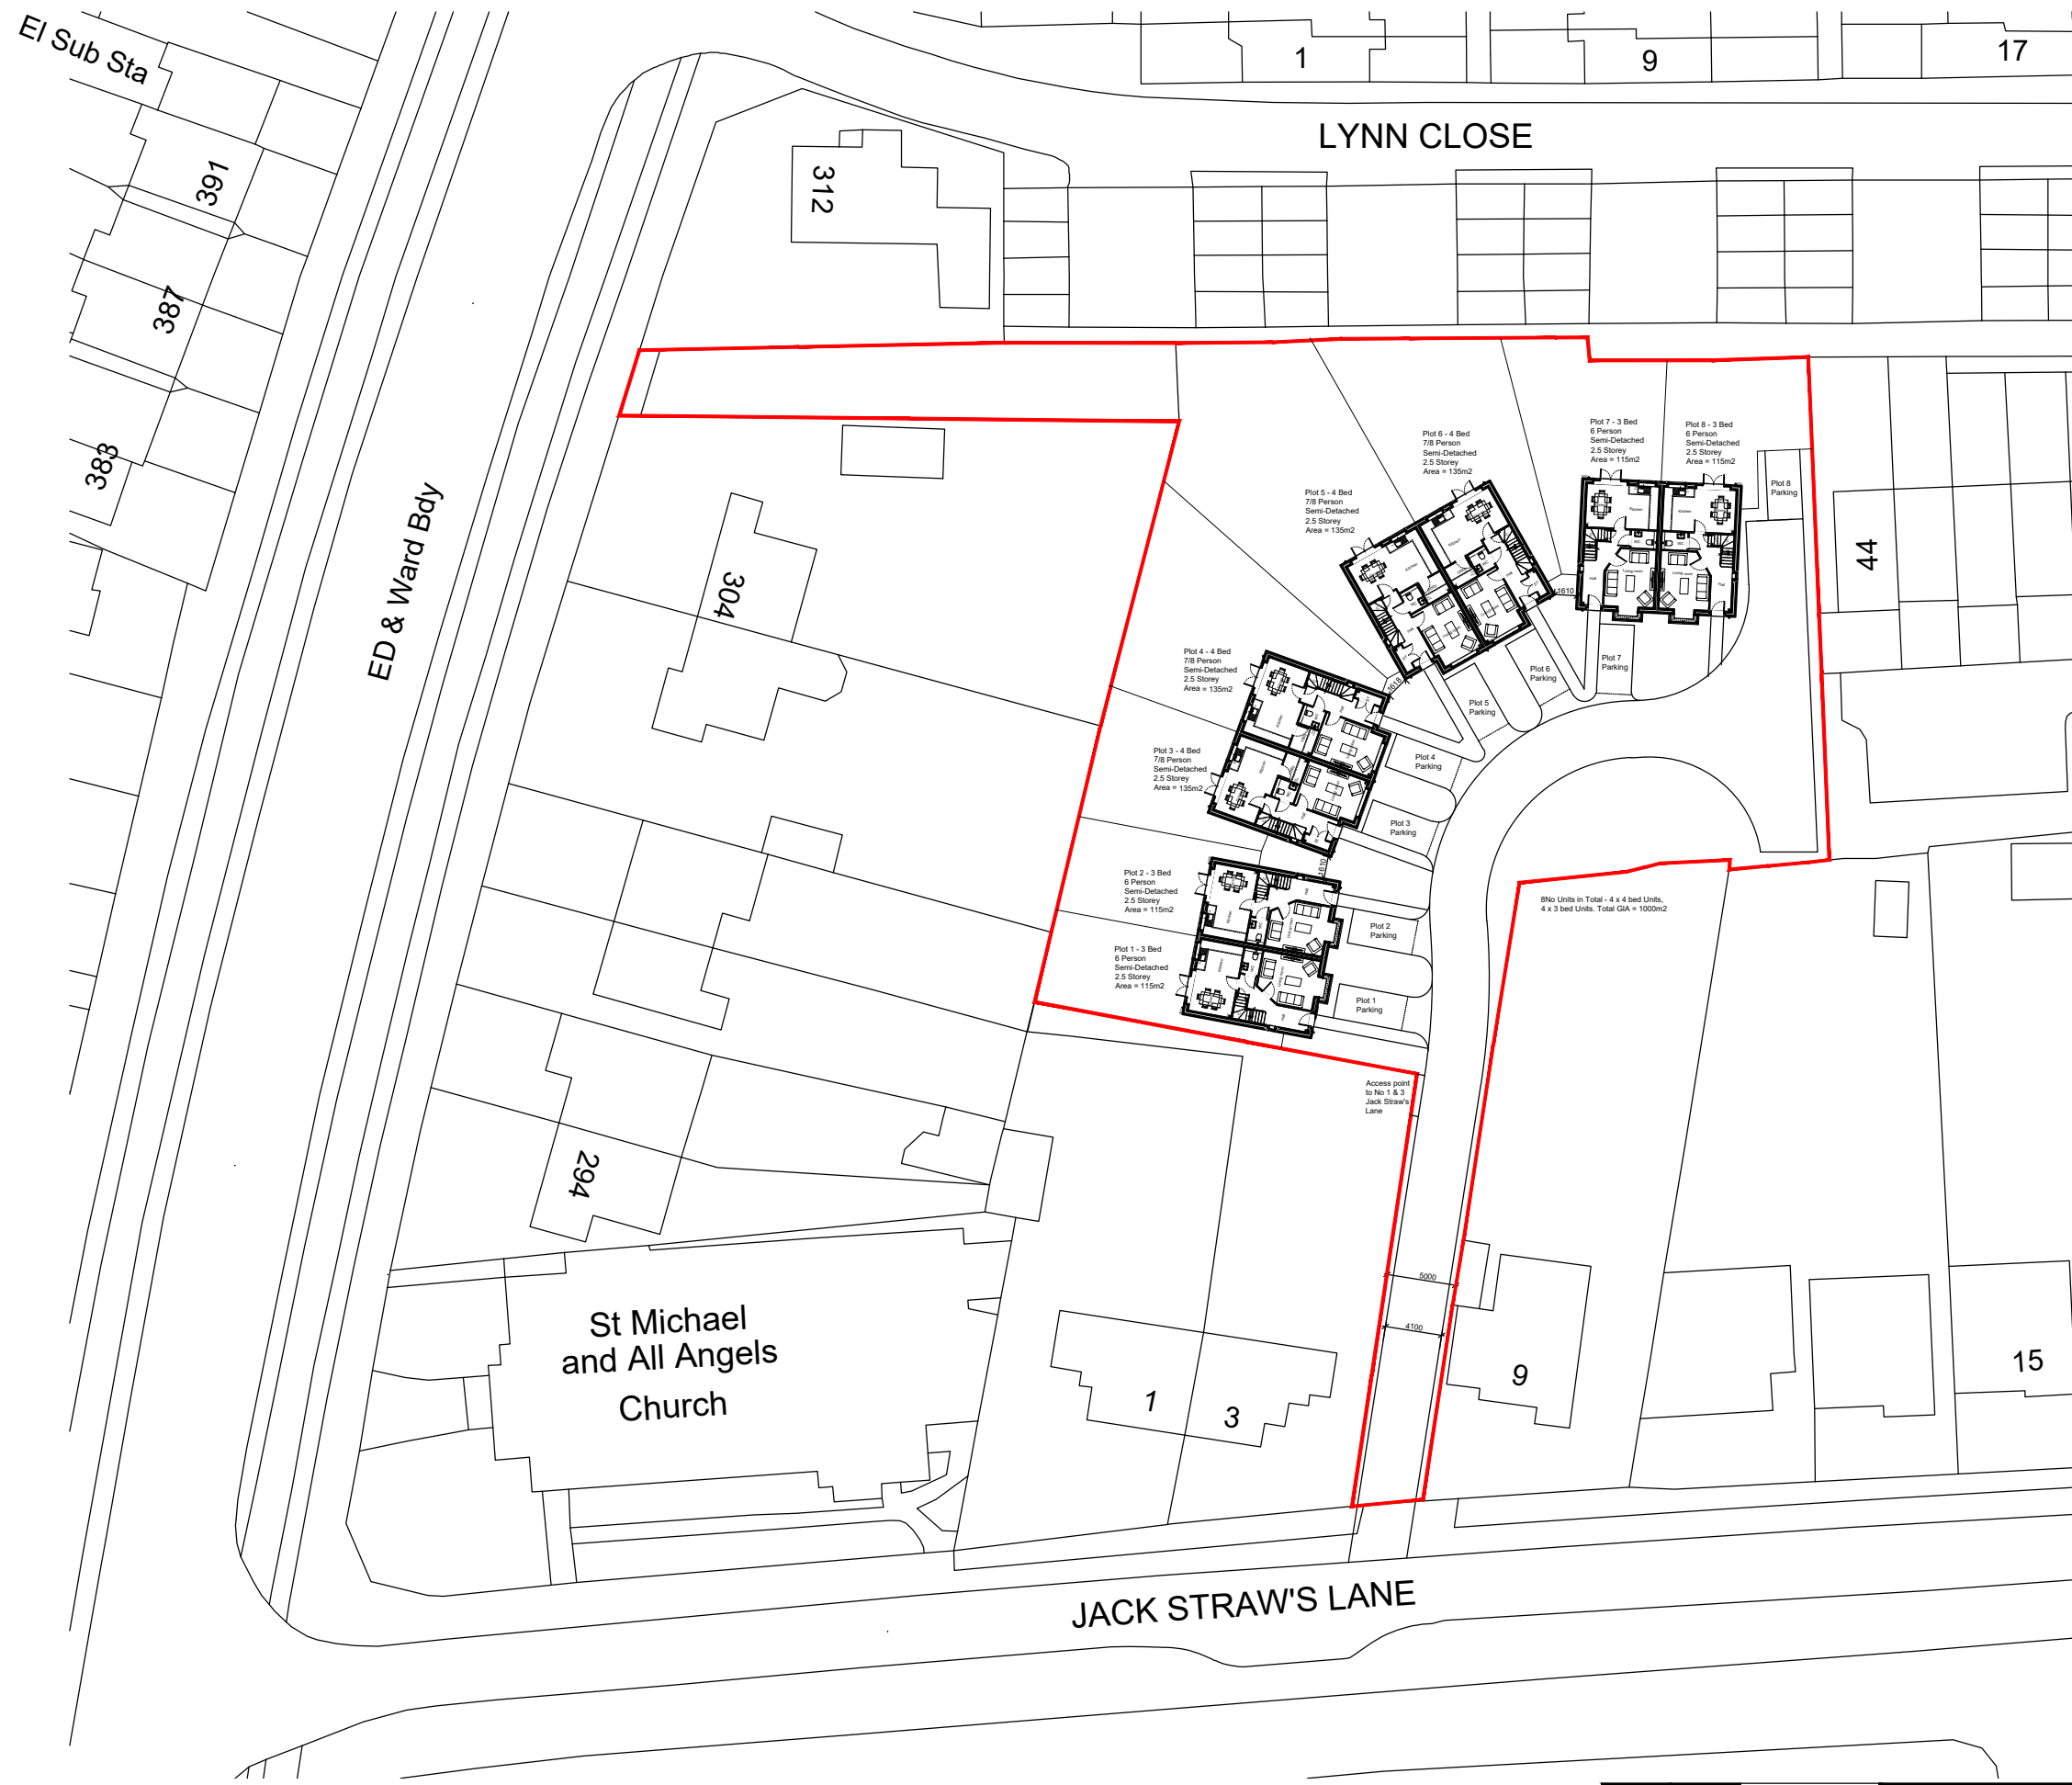 El Sub Sta
1
9
17
LYNN CLOSE
391
312
387
383
ED & Ward Bdy
304
44
Plot 7 - 3 Bed
6 Person
Semi-Detached
2.5 Storey
Area = 115m2
Plot 8 - 3 Bed
6 Person
Semi-Detached
2.5 Storey
Area = 115m2
Plot 6 - 4 Bed
7/8 Person
Semi-Detached
2.5 Storey
Area = 135m2
Plot 8
Parking
Plot 5 - 4 Bed
7/8 Person
Semi-Detached
2.5 Storey
Area = 135m2
1610
Plot 4 - 4 Bed
7/8 Person
Semi-Detached
2.5 Storey
Area = 135m2
Plot 7
Parking
Plot 6
Parking
Plot 5
Parking
1618
Plot 3 - 4 Bed
7/8 Person
Semi-Detached
2.5 Storey
Area = 135m2
Plot 4
Parking
Plot 3
Parking
1610
Plot 2 - 3 Bed
6 Person
Semi-Detached
2.5 Storey
Area = 115m2
8No Units in Total - 4 x 4 bed Units,
4 x 3 bed Units. Total GIA = 1000m2
Plot 2
Parking
Plot 1 - 3 Bed
6 Person
Semi-Detached
2.5 Storey
Area = 115m2
Plot 1
Parking
Access point
to No 1 & 3
Jack Straw's
Lane
294
5000
4100
St Michael
and All Angels
Church
1
3
9
15
JACK STRAW'S LANE